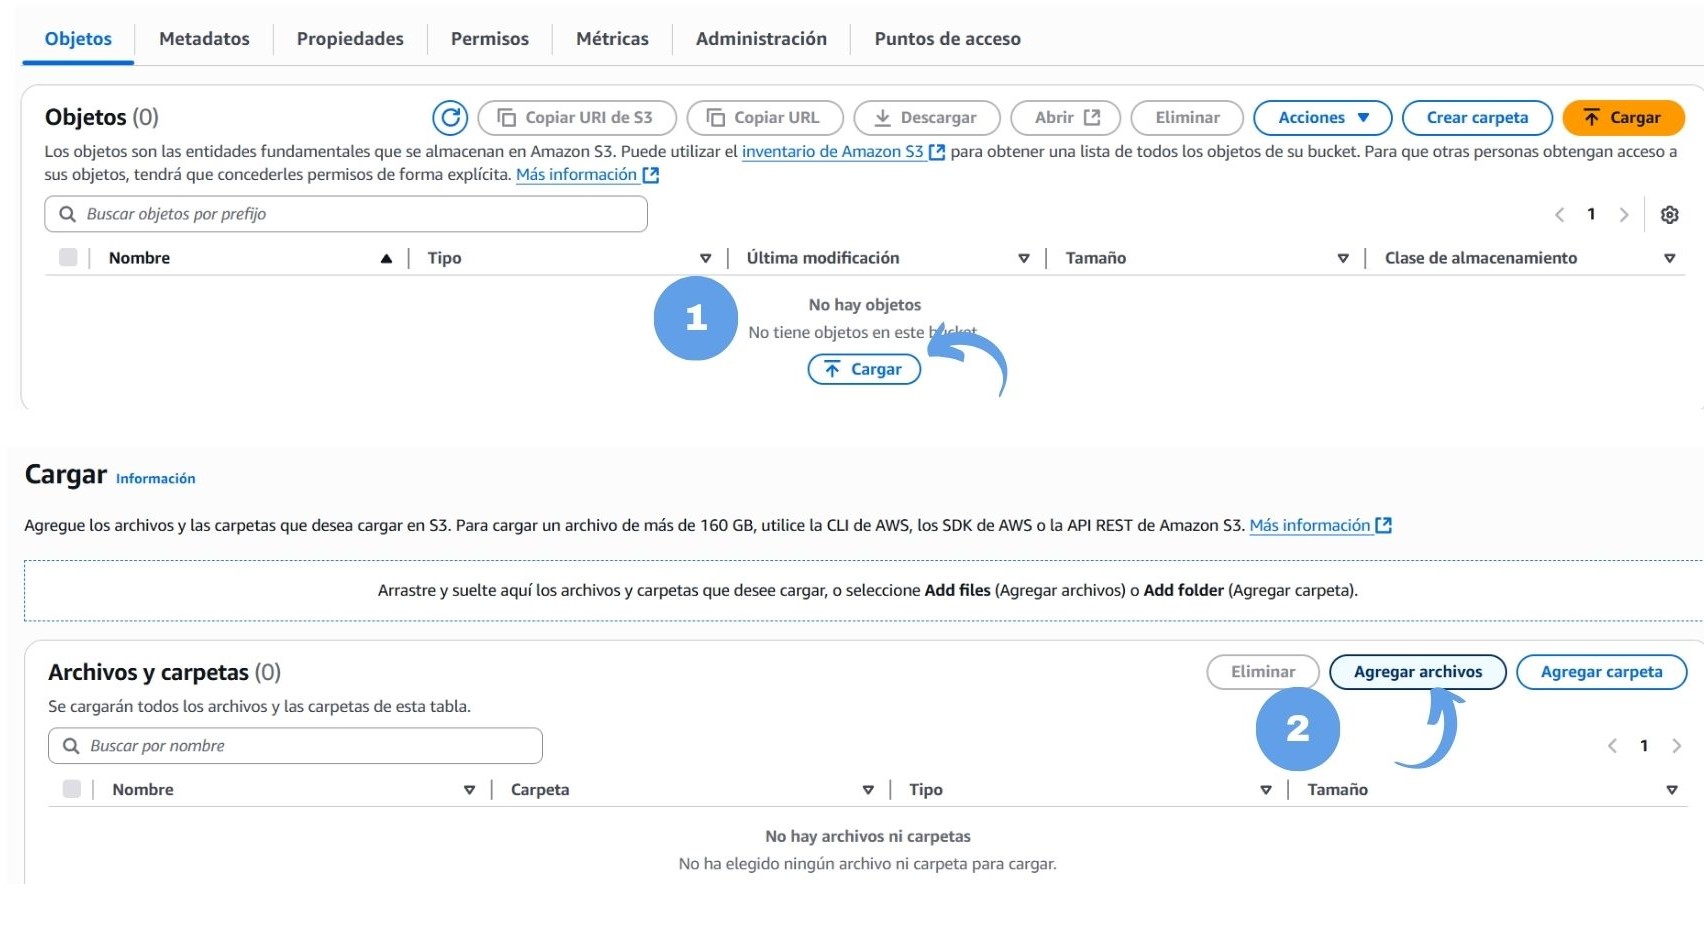 Objetos Metadatos Propiedades Permisos Métricas Administración Puntos de acceso
Objetos (0) Copiar URI de S3 Copiar URL Descargar Abrir Eliminar Acciones Crear carpeta Cargar
Los objetos son las entidades fundamentales que se almacenan en Amazon S3. Puede utilizar el inventario de Amazon S3 para obtener una lista de todos los objetos de su bucket. Para que otras personas obtengan acceso a
sus objetos, tendrá que concederles permisos de forma explícita. Más información
Buscar objetos por prefijo 1
Nombre Tipo Última modificación Tamaño Clase de almacenamiento
1
No hay objetos
No tiene objetos en este bucket
Cargar
Cargar Información
Agregue los archivos y las carpetas que desea cargar en S3. Para cargar un archivo de más de 160 GB, utilice la CLI de AWS, los SDK de AWS o la API REST de Amazon S3. Más información
Arrastre y suelte aquí los archivos y carpetas que desee cargar, o seleccione Add files (Agregar archivos) o Add folder (Agregar carpeta).
Archivos y carpetas (0) Eliminar Agregar archivos Agregar carpeta
Se cargarán todos los archivos y las carpetas de esta tabla.
2
Buscar por nombre 1
Nombre Carpeta Tipo Tamaño
No hay archivos ni carpetas
No ha elegido ningún archivo ni carpeta para cargar.